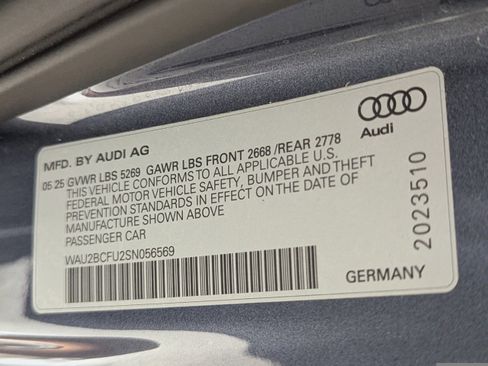 MFD. BY AUDI AG
05 25 GVWR LBS 5269 GAWR LBS FRONT 2668 /REAR 2778
THIS VEHICLE CONFORMS TO ALL APPLICABLE U.S.
FEDERAL MOTOR VEHICLE SAFETY, BUMPER AND THEFT
PREVENTION STANDARDS IN EFFECT ON THE DATE OF
MANUFACTURE SHOWN ABOVE
PASSENGER CAR
WAU2BCFU2SN056569
Audi
2023510
GERMANY